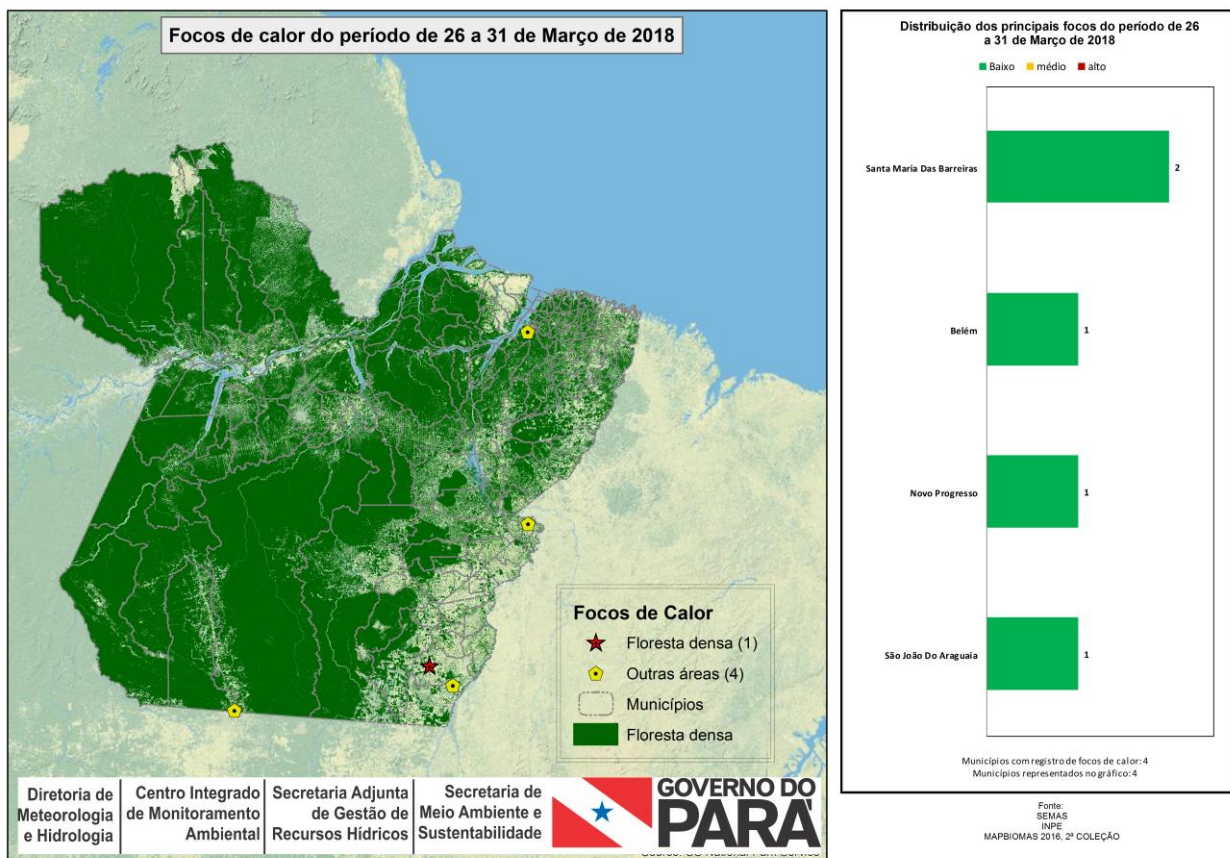 Focos de calor do período de 26 a 31 de Março de 2018
Focos de Calor
Floresta densa (1)
Outras áreas (4)
Municípios
Floresta densa
Diretoria de
Meteorologia
e Hidrologia
Centro Integrado
de Monitoramento
Ambiental
Secretaria Adjunta
de Gestão de
Recursos Hídricos
Secretaria de
Meio Ambiente e
Sustentabilidade
GOVERNO DO
PARÁ
Source: US National Park Service
Distribuição dos principais focos do período de 26
a 31 de Março de 2018
Baixo médio alto
Santa Maria Das Barreiras 2
Belém 1
Novo Progresso 1
São João Do Araguaia 1
Municípios com registro de focos de calor: 4
Municípios representados no gráfico: 4
Fonte:
SEMAS
INPE
MAPBIOMAS 2016, 2ª COLEÇÃO